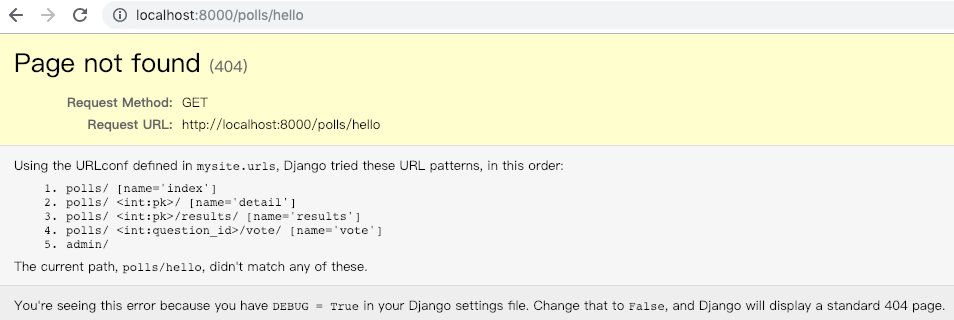 localhost:8000/polls/hello
Page not found (404)
Request Method: GET
Request URL: http://localhost:8000/polls/hello
Using the URLconf defined in mysite.urls, Django tried these URL patterns, in this order:
1. polls/ [name='index']
2. polls/ <int:pk>/ [name='detail']
3. polls/ <int:pk>/results/ [name='results']
4. polls/ <int:question_id>/vote/ [name='vote']
5. admin/
The current path, polls/hello, didn't match any of these.
You're seeing this error because you have DEBUG = True in your Django settings file. Change that to False, and Django will display a standard 404 page.